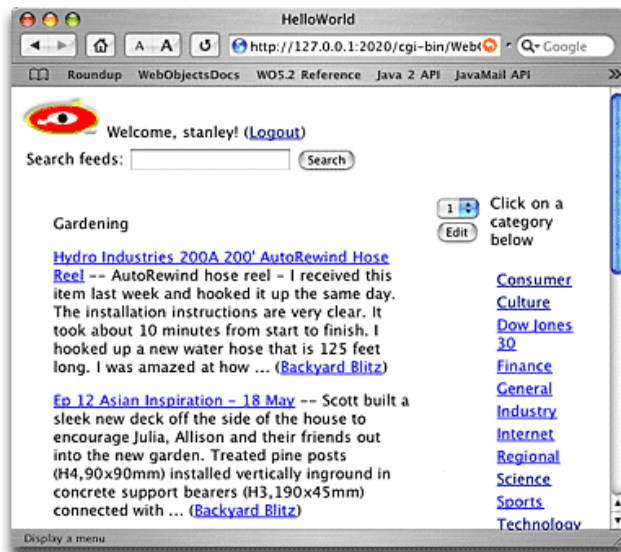 HelloWorld
A A http://127.0.0.1:2020/cgi-bin/Web Google
Roundup WebObjectsDocs WO5.2 Reference Java 2 API JavaMail API
Welcome, stanley! (Logout)
Search feeds: Search
1 Click on a
category
below
Edit
Gardening
Hydro Industries 200A 200' AutoRewind Hose
Reel -- AutoRewind hose reel - I received this
item last week and hooked it up the same day.
The installation instructions are very clear. It
took about 10 minutes from start to finish. I
hooked up a new water hose that is 125 feet
long. I was amazed at how ... (Backyard Blitz)
Ep 12 Asian Inspiration - 18 May -- Scott built a
sleek new deck off the side of the house to
encourage Julia, Allison and their friends out
into the new garden. Treated pine posts
(H4,90x90mm) installed vertically inground in
concrete support bearers (H3,190x45mm)
connected with ... (Backyard Blitz)
Consumer
Culture
Dow Jones
30
Finance
General
Industry
Internet
Regional
Science
Sports
Technology
Display a menu